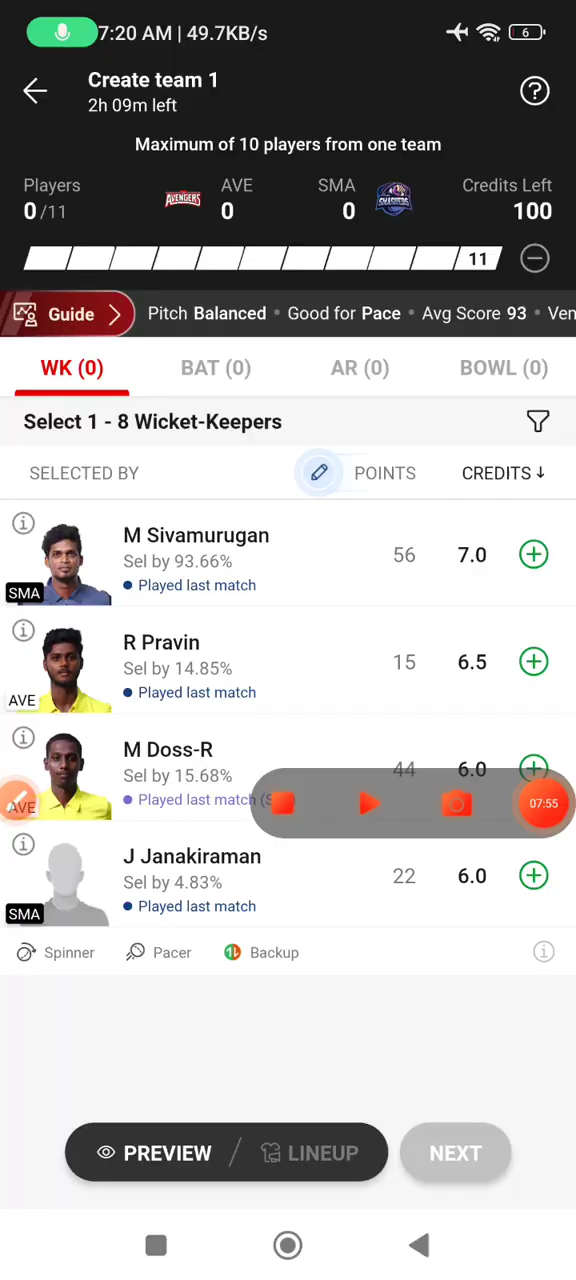 7:20 AM | 49.7KB/s
6
Create team 1
2h 09m left
Maximum of 10 players from one team
Players
AVE
SMA
Credits Left
0/11
AVENGERS
0
0
SMASHERS
100
11
Guide
Pitch Balanced • Good for Pace • Avg Score 93 • Ven
WK (0)
BAT (0)
AR (0)
BOWL (0)
Select 1 - 8 Wicket-Keepers
SELECTED BY
POINTS
CREDITS ↓
M Sivamurugan
Sel by 93.66%
56
7.0
Played last match
SMA
R Pravin
Sel by 14.85%
15
6.5
Played last match
AVE
M Doss-R
Sel by 15.68%
44
6.0
Played last match (S
AVE
07:55
J Janakiraman
Sel by 4.83%
22
6.0
Played last match
SMA
Spinner
Pacer
Backup
PREVIEW / LINEUP
NEXT